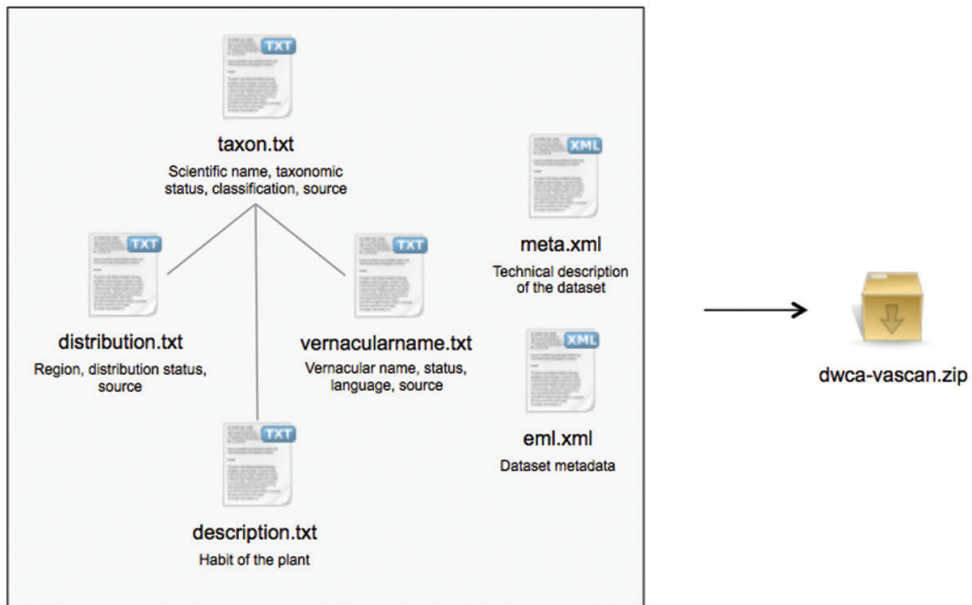 TXT
taxon.txt
Scientific name, taxonomic
status, classification, source
XML
meta.xml
Technical description
of the dataset
TXT
distribution.txt
Region, distribution status,
source
TXT
vernacularname.txt
Vernacular name, status,
language, source
XML
eml.xml
Dataset metadata
TXT
description.txt
Habit of the plant
dwca-vascan.zip